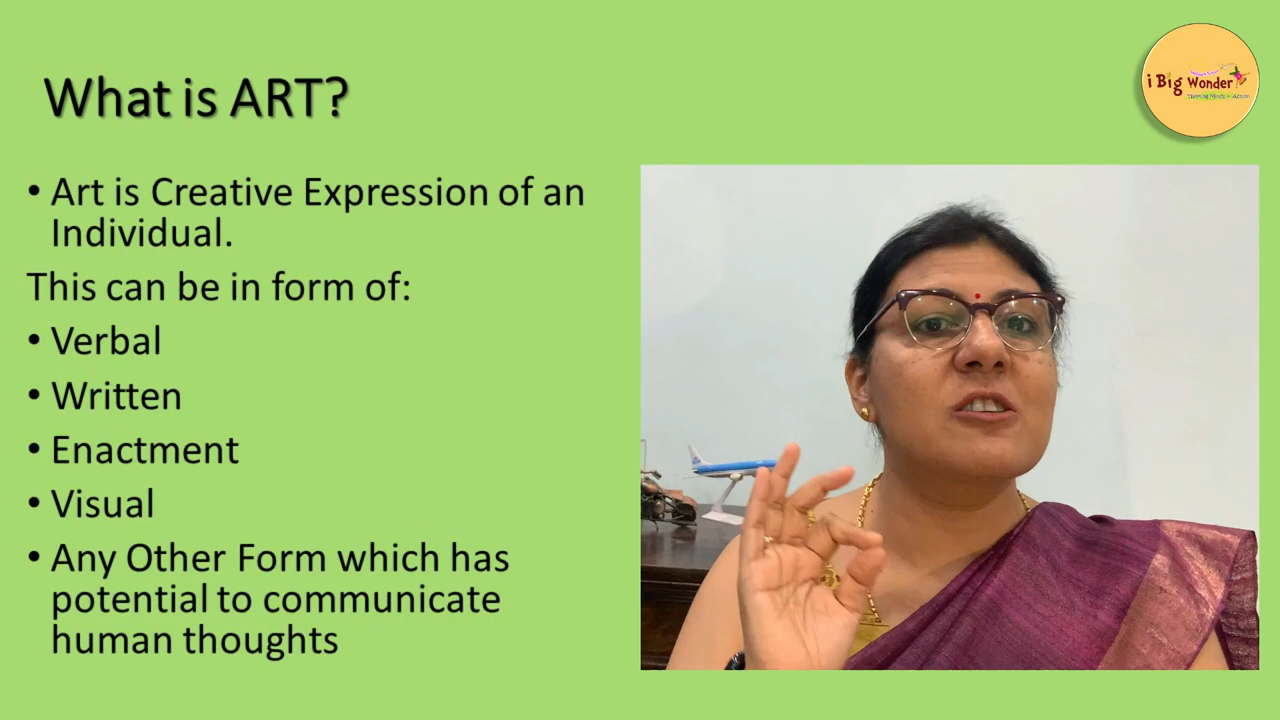 What is ART?
i Big Wonder
• Art is Creative Expression of an
Individual.
This can be in form of:
• Verbal
• Written
• Enactment
• Visual
• Any Other Form which has
potential to communicate
human thoughts